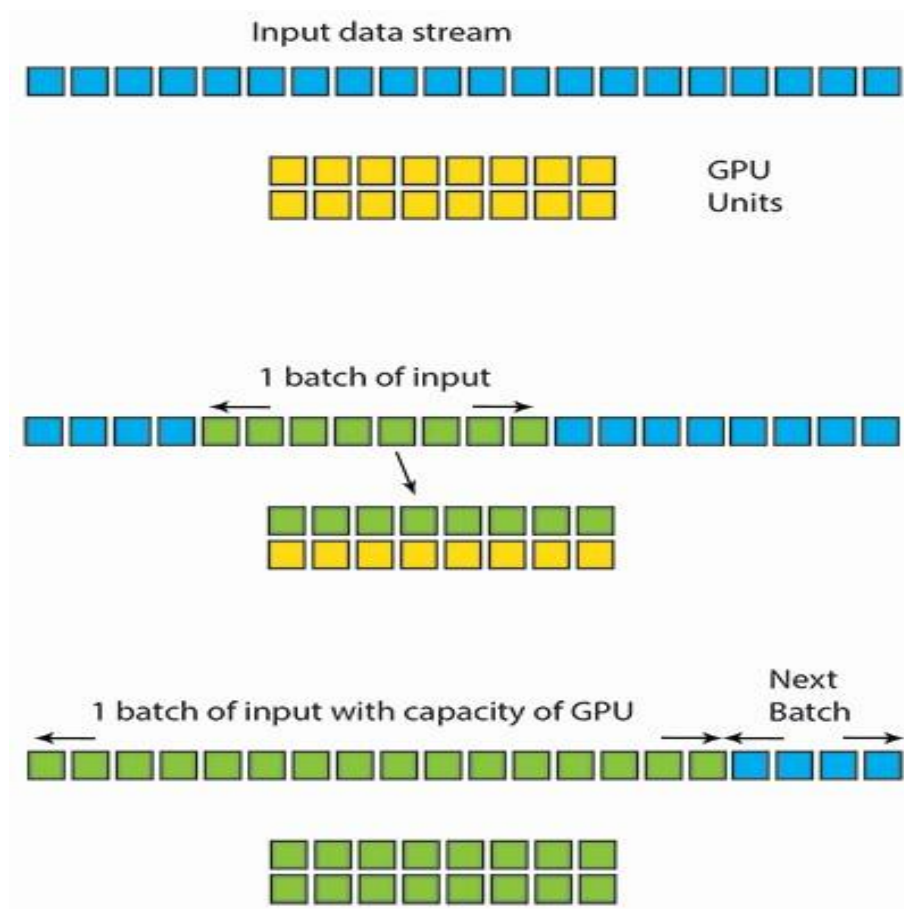 Input data stream
GPU
Units
1 batch of input
Next
1 batch of input with capacity of GPU
Batch